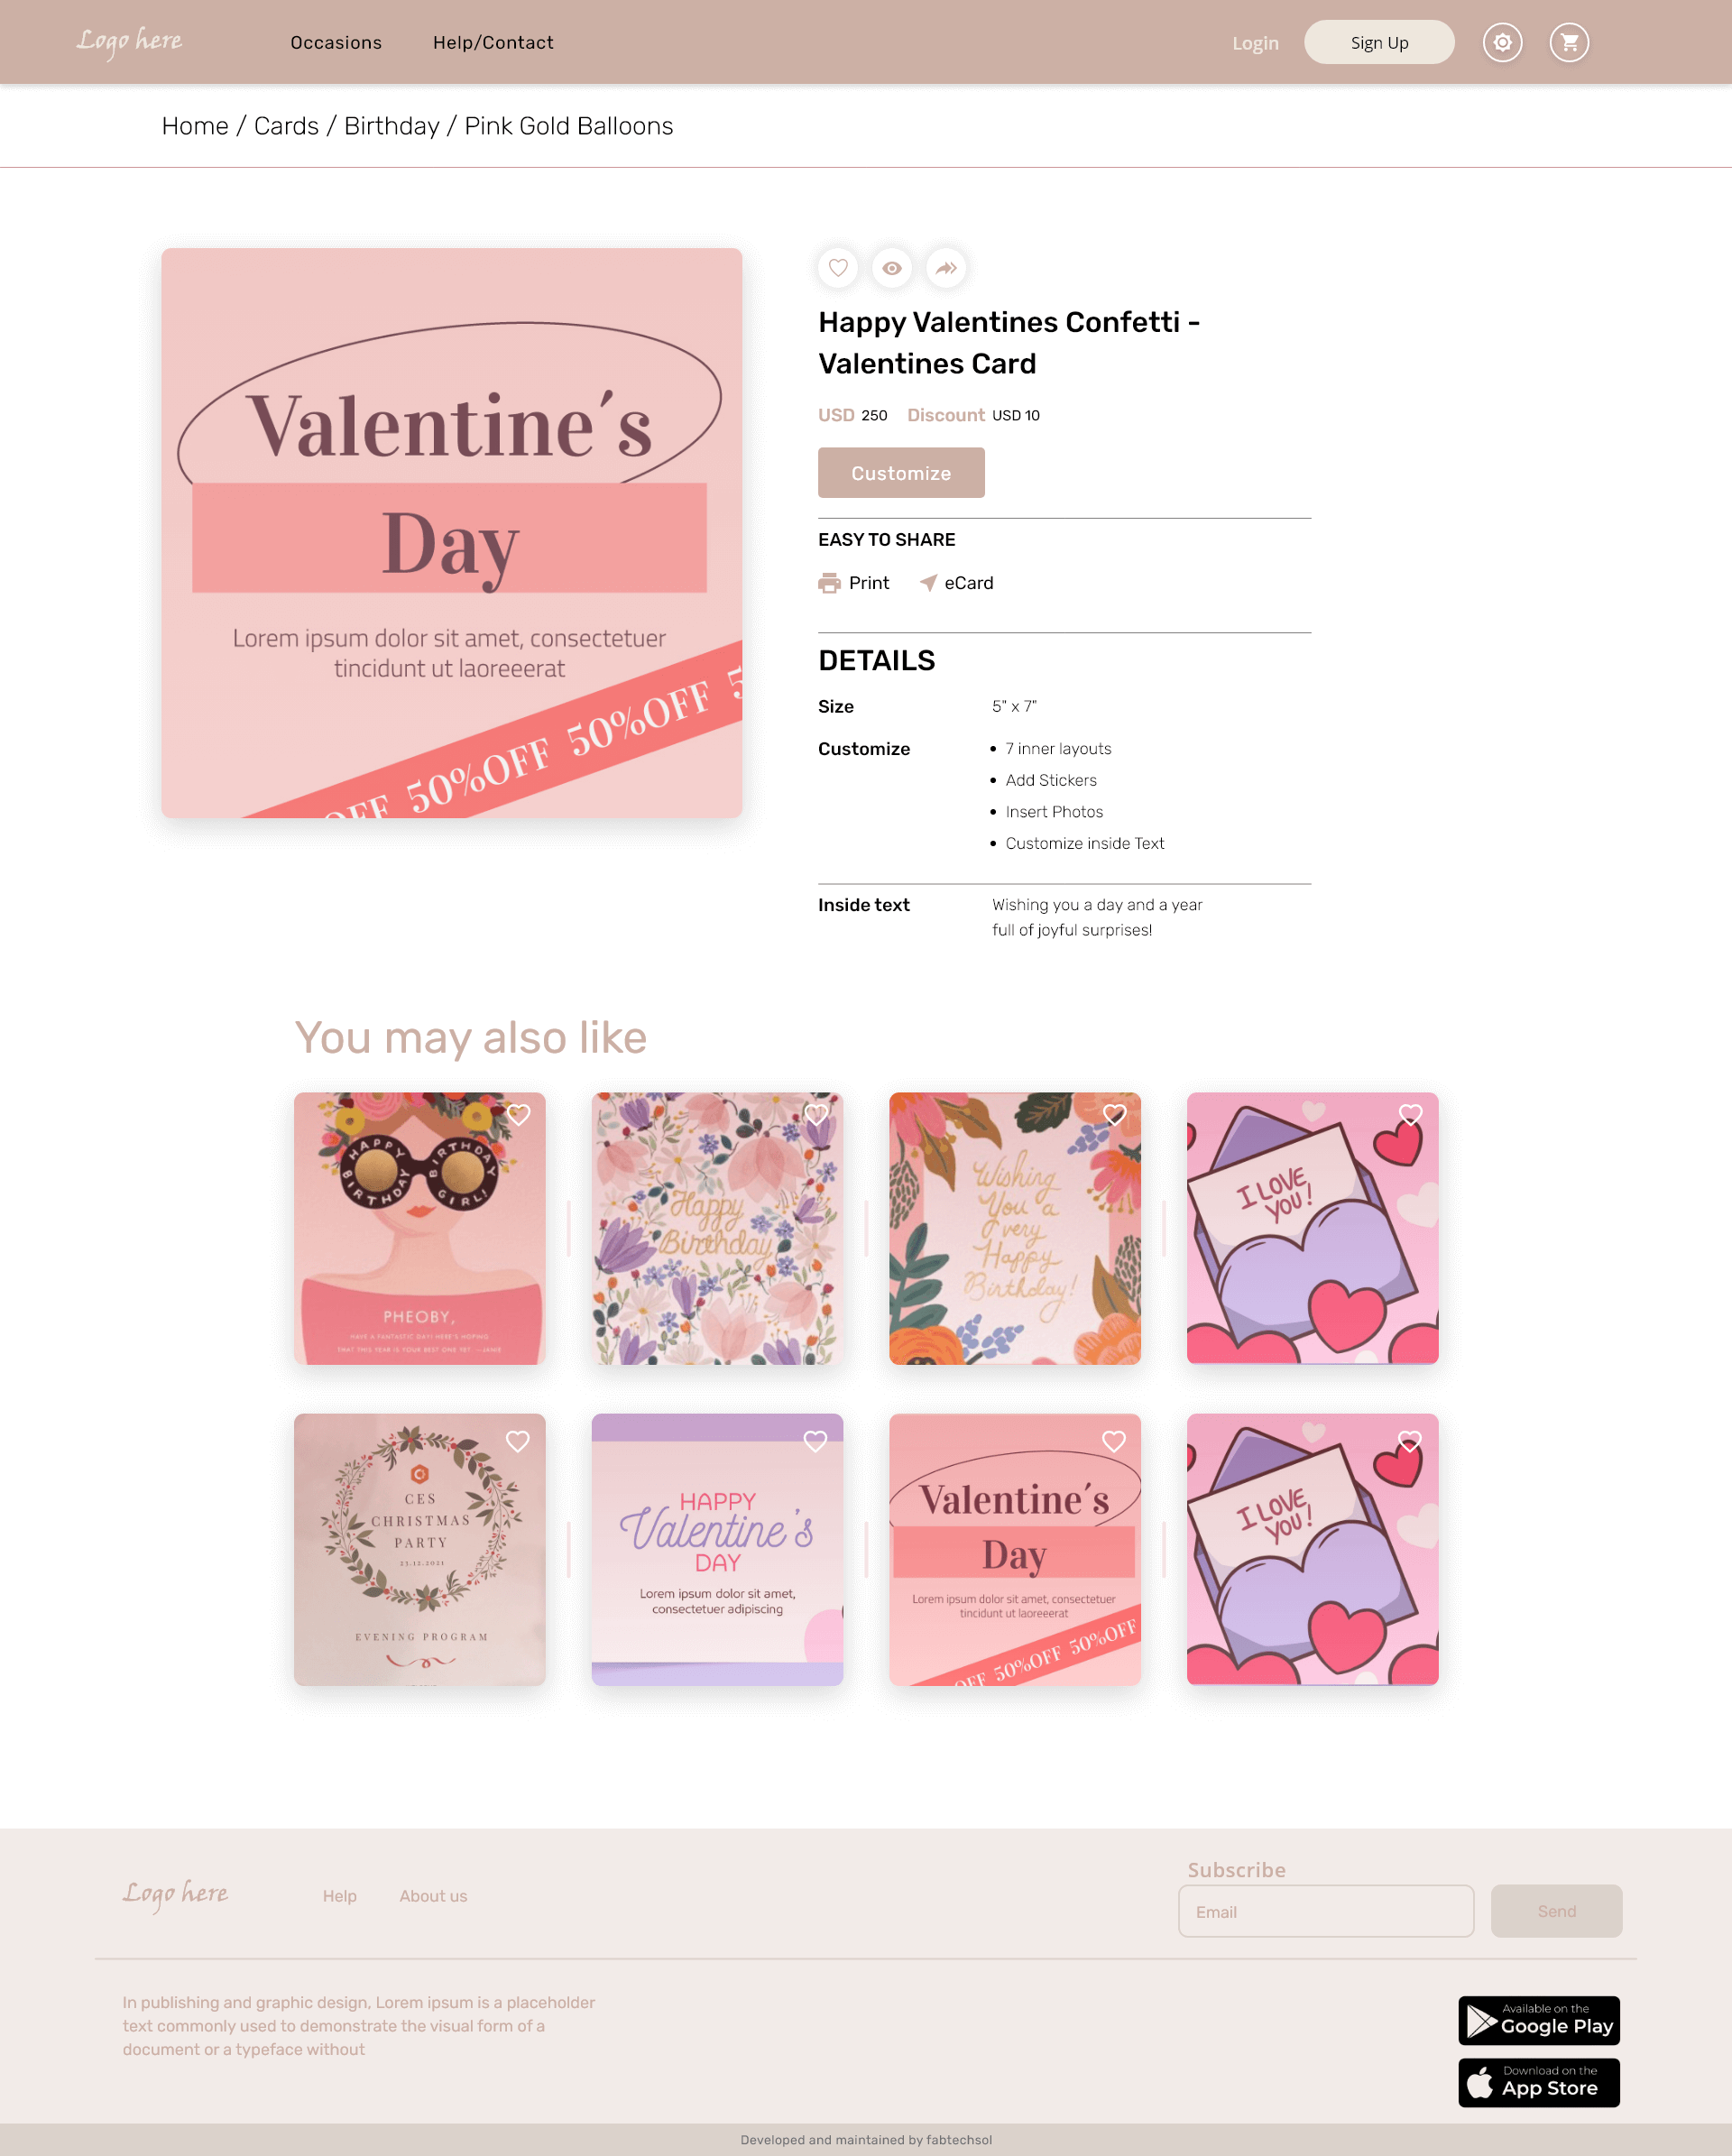 Logo here
Occasions
Help/Contact
Login
Sign Up
Home / Cards / Birthday / Pink Gold Balloons
Valentine´s
Day
Lorem ipsum dolor sit amet, consectetuer
tincidunt ut laoreeerat
OFF 50%OFF 50%OFF 5
Happy Valentines Confetti -
Valentines Card
USD 250 Discount USD 10
Customize
EASY TO SHARE
Print
eCard
DETAILS
Size
5" x 7"
Customize
7 inner layouts
Add Stickers
Insert Photos
Customize inside Text
Inside text
Wishing you a day and a year
full of joyful surprises!
You may also like
HAPPY BIRTHDAY
BIRTHDAY GIRL!
PHEOBY,
HAVE A FANTASTIC DAY! HERE'S HOPING
THAT THIS YEAR IS YOUR BEST ONE YET —JANIE
Happy
Birthday
Wishing
You a
very
Happy
Birthday!
I LOVE
YOU!
CES
CHRISTMAS
PARTY
23.12.2021
EVENING PROGRAM
HAPPY
Valentine's
DAY
Lorem ipsum dolor sit amet,
consectetuer adipiscing
Valentine´s
Day
Lorem ipsum dolor sit amet, consectetuer
tincidunt ut laoreeerat
OFF 50%OFF 50%OFF
I LOVE
YOU!
Logo here
Help
About us
Subscribe
Email
Send
In publishing and graphic design, Lorem ipsum is a placeholder
text commonly used to demonstrate the visual form of a
document or a typeface without
Available on the
Google Play
Download on the
App Store
Developed and maintained by fabtechsol